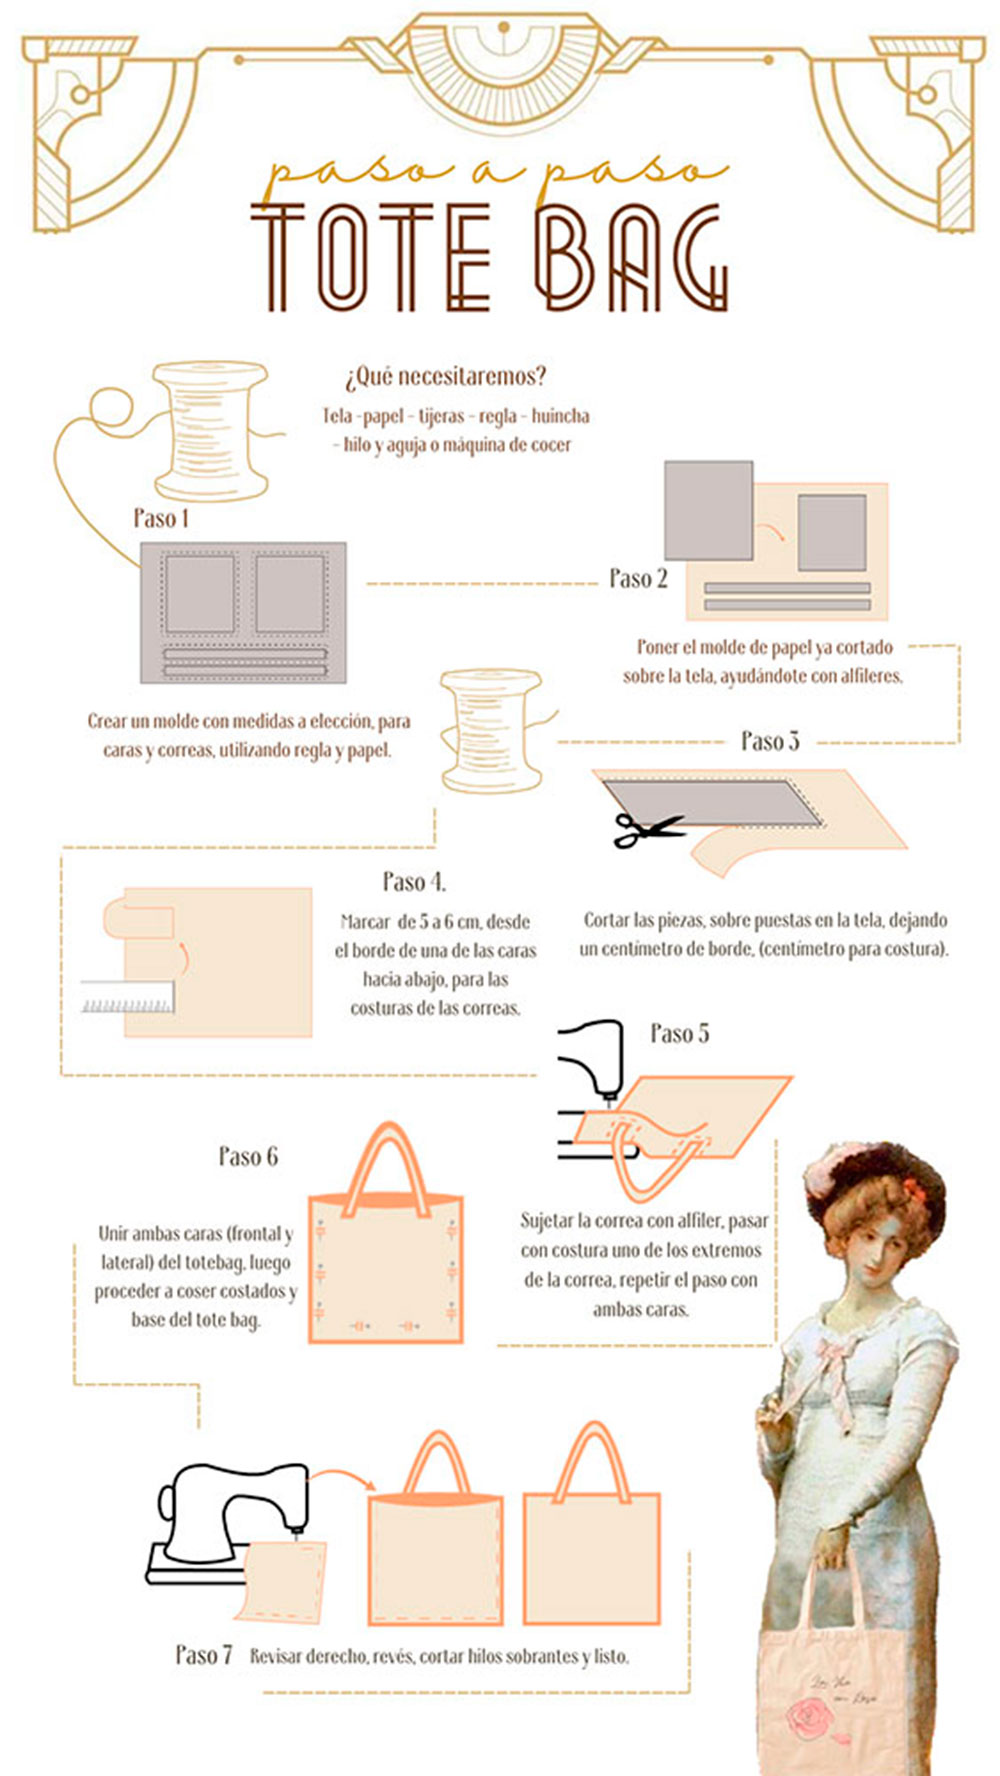 paso a paso
TOTE BAG
¿Qué necesitaremos?
Tela -papel - tijeras - regla - huincha
- hilo y aguja o máquina de cocer
Paso 1
Crear un molde con medidas a elección, para
caras y correas, utilizando regla y papel.
Paso 2
Poner el molde de papel ya cortado
sobre la tela, ayudándote con alfileres.
Paso 3
Cortar las piezas, sobre puestas en la tela, dejando
un centímetro de borde, (centímetro para costura).
Paso 4.
Marcar de 5 a 6 cm, desde
el borde de una de las caras
hacia abajo, para las
costuras de las correas.
Paso 5
Sujetar la correa con alfiler, pasar
con costura uno de los extremos
de la correa, repetir el paso con
ambas caras.
Paso 6
Unir ambas caras (frontal y
lateral) del totebag, luego
proceder a coser costados y
base del tote bag.
Paso 7 Revisar derecho, revés, cortar hilos sobrantes y listo.